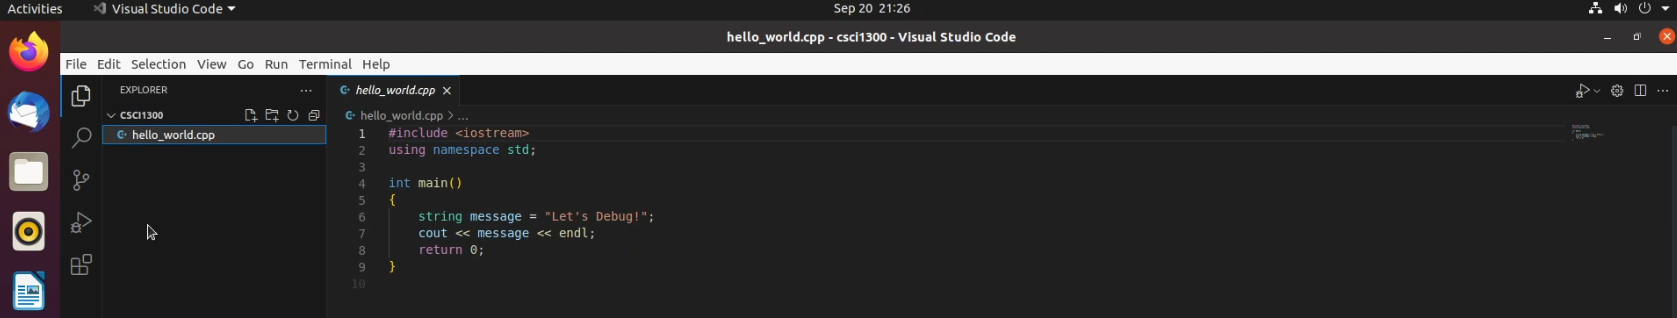 Activities
Visual Studio Code
Sep 20 21:26
hello_world.cpp - csci1300 - Visual Studio Code
File Edit Selection View Go Run Terminal Help
EXPLORER
hello_world.cpp
CSCI1300
hello_world.cpp > ...
hello_world.cpp
1 #include <iostream>
2 using namespace std;
3
4 int main()
5 {
6 string message = "Let's Debug!";
7 cout << message << endl;
8 return 0;
9 }
10